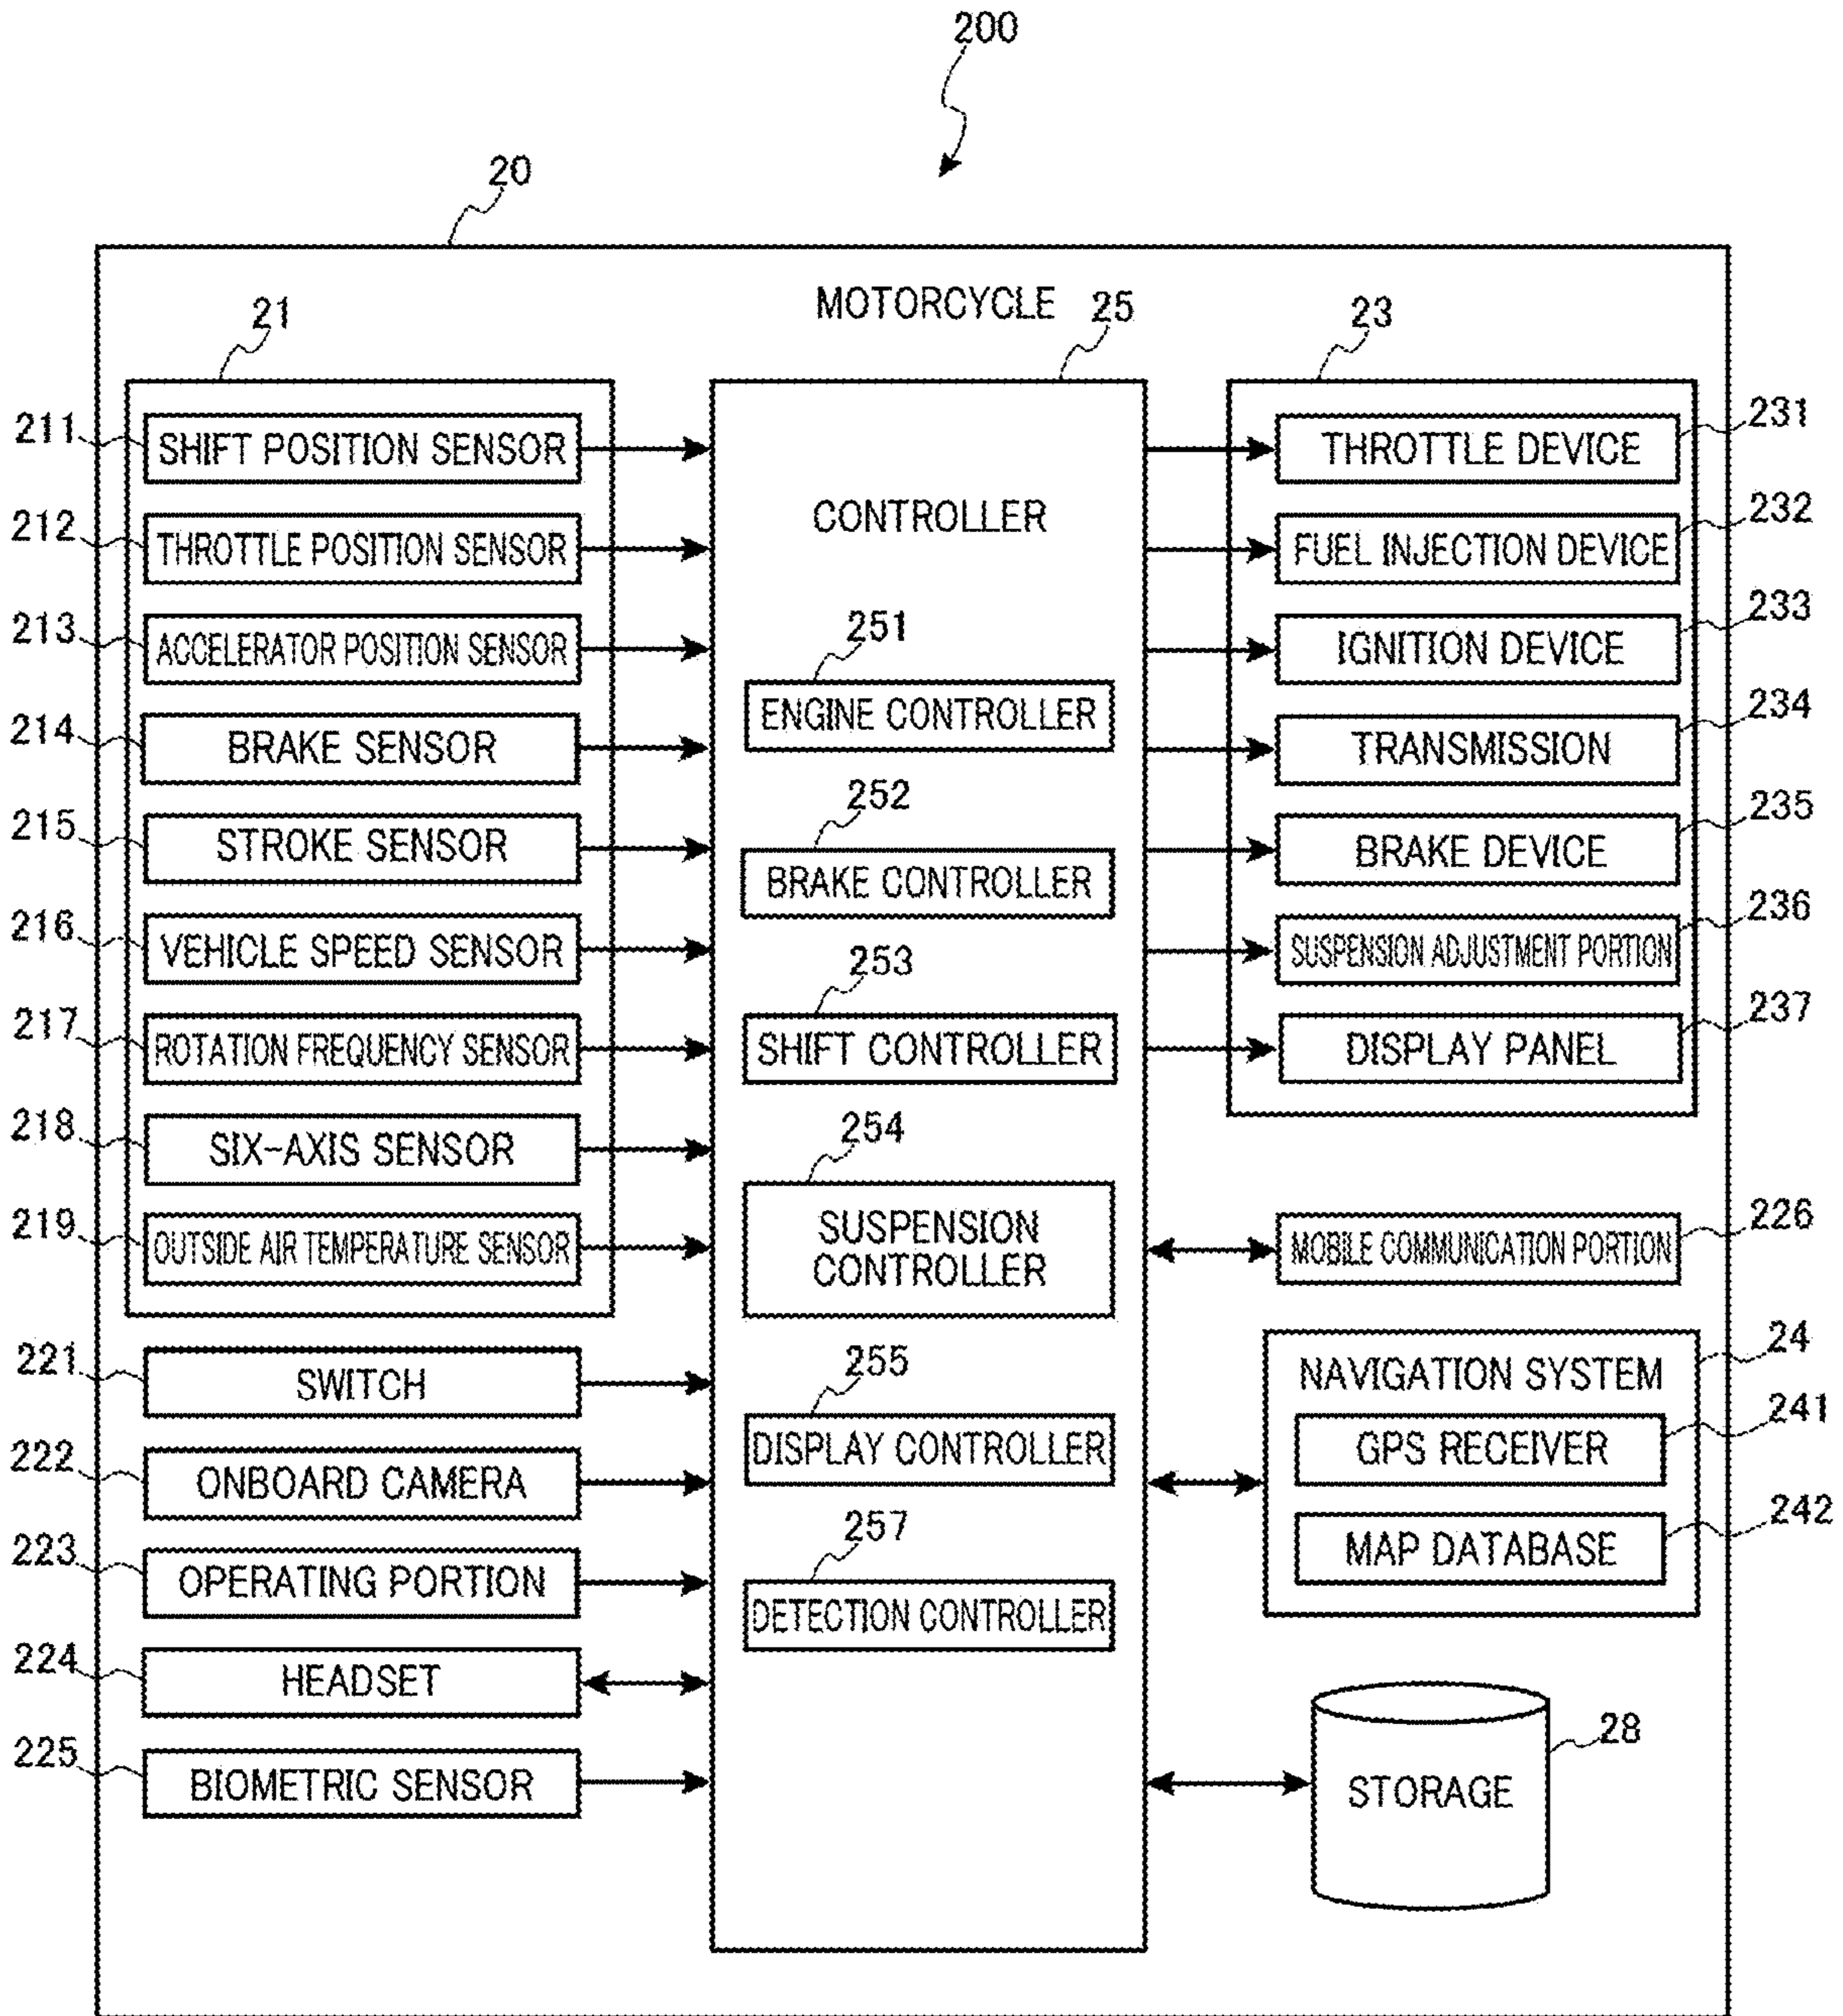 200
20
MOTORCYCLE
21
25
23
211
SHIFT POSITION SENSOR
212
THROTTLE POSITION SENSOR
213
ACCELERATOR POSITION SENSOR
214
BRAKE SENSOR
215
STROKE SENSOR
216
VEHICLE SPEED SENSOR
217
ROTATION FREQUENCY SENSOR
218
SIX-AXIS SENSOR
219
OUTSIDE AIR TEMPERATURE SENSOR
221
SWITCH
222
ONBOARD CAMERA
223
OPERATING PORTION
224
HEADSET
225
BIOMETRIC SENSOR
CONTROLLER
251
ENGINE CONTROLLER
252
BRAKE CONTROLLER
253
SHIFT CONTROLLER
254
SUSPENSION
CONTROLLER
255
DISPLAY CONTROLLER
257
DETECTION CONTROLLER
231
THROTTLE DEVICE
232
FUEL INJECTION DEVICE
233
IGNITION DEVICE
234
TRANSMISSION
235
BRAKE DEVICE
236
SUSPENSION ADJUSTMENT PORTION
237
DISPLAY PANEL
226
MOBILE COMMUNICATION PORTION
24
NAVIGATION SYSTEM
241
GPS RECEIVER
242
MAP DATABASE
28
STORAGE